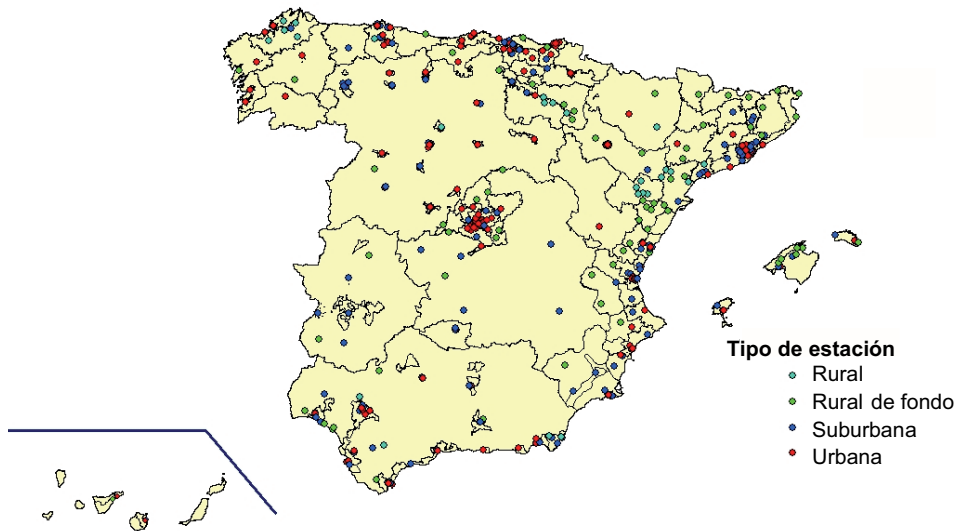 Tipo de estación
Rural
Rural de fondo
Suburbana
Urbana